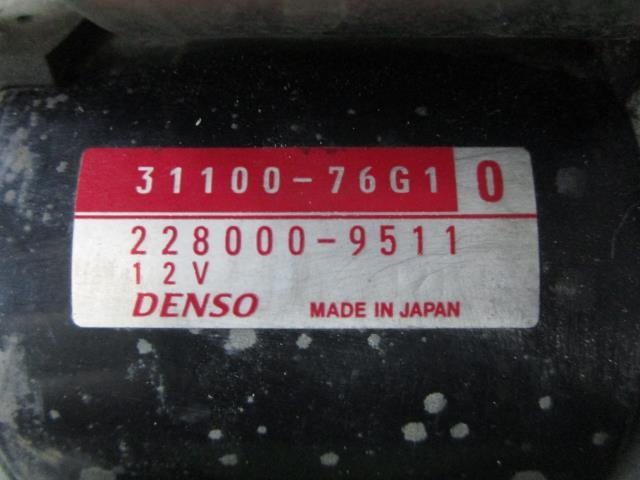 31100-76G1 0
228000-9511
12V
DENSO MADE IN JAPAN